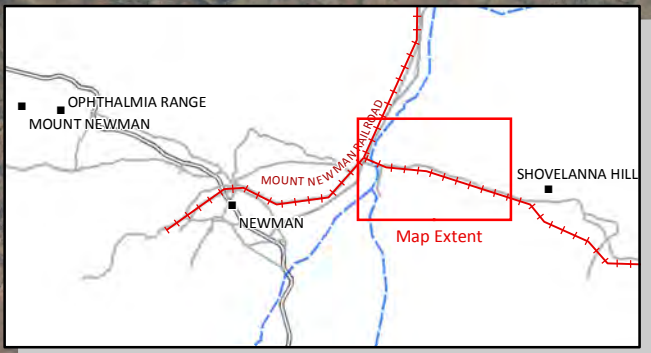 OPHTHALMIA RANGE
MOUNT NEWMAN
MOUNT NEWMAN RAILROAD
SHOVELANNA HILL
NEWMAN
Map Extent